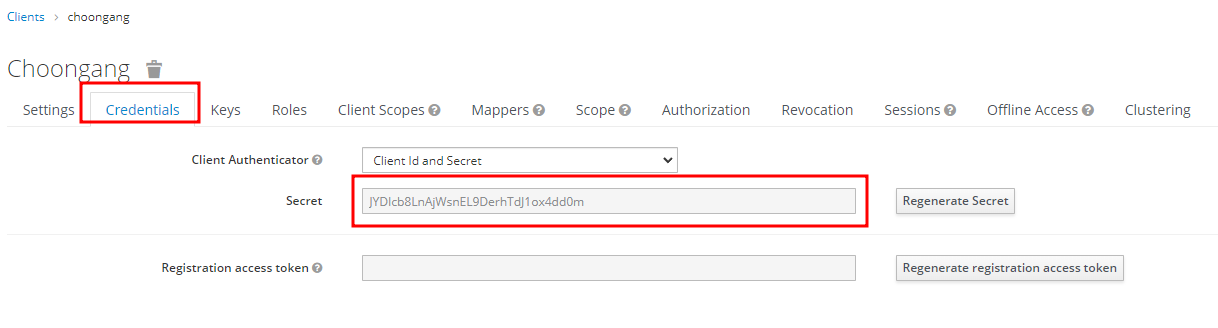 Clients > choongang
Choongang
Settings Credentials Keys Roles Client Scopes Mappers Scope Authorization Revocation Sessions Offline Access Clustering
Client Authenticator Client Id and Secret
Secret JYDIcb8LnAjWsnEL9DerhTdJ1ox4dd0m Regenerate Secret
Registration access token Regenerate registration access token